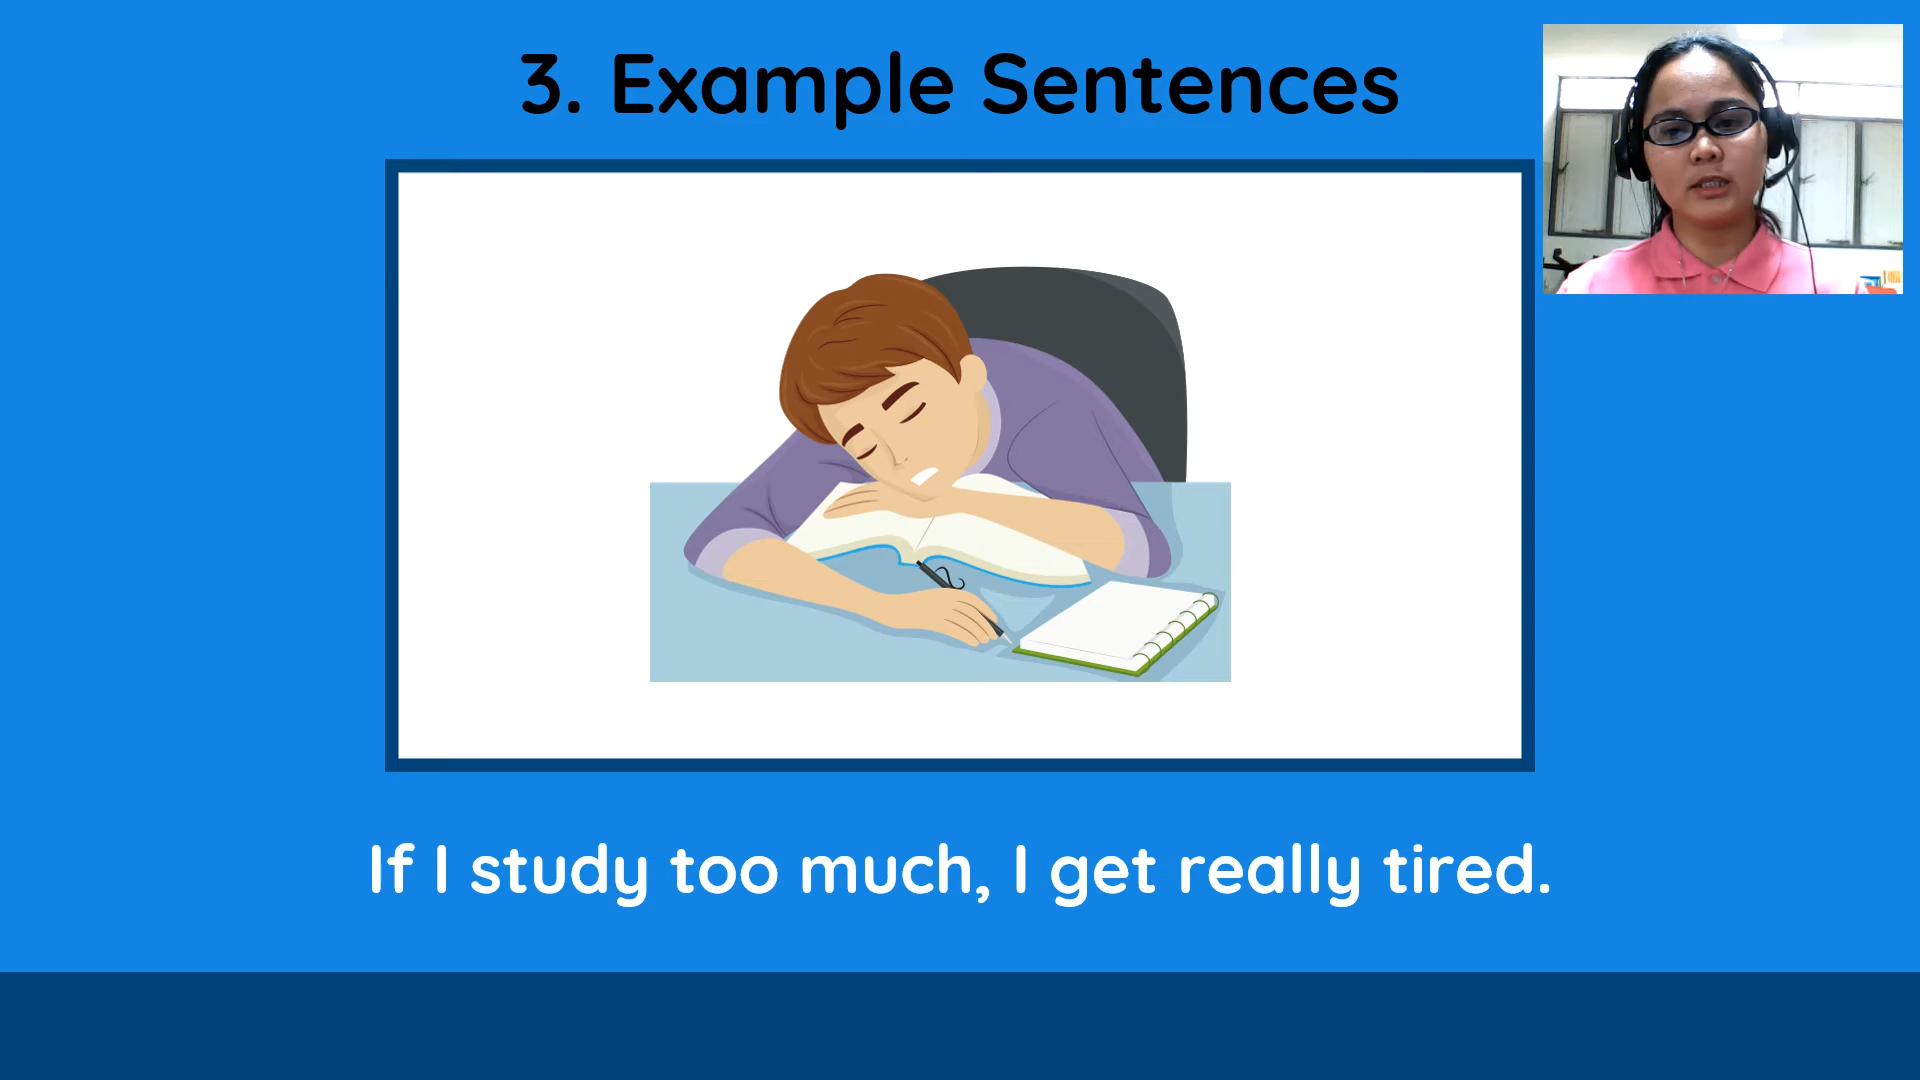 3. Example Sentences
If I study too much, I get really tired.